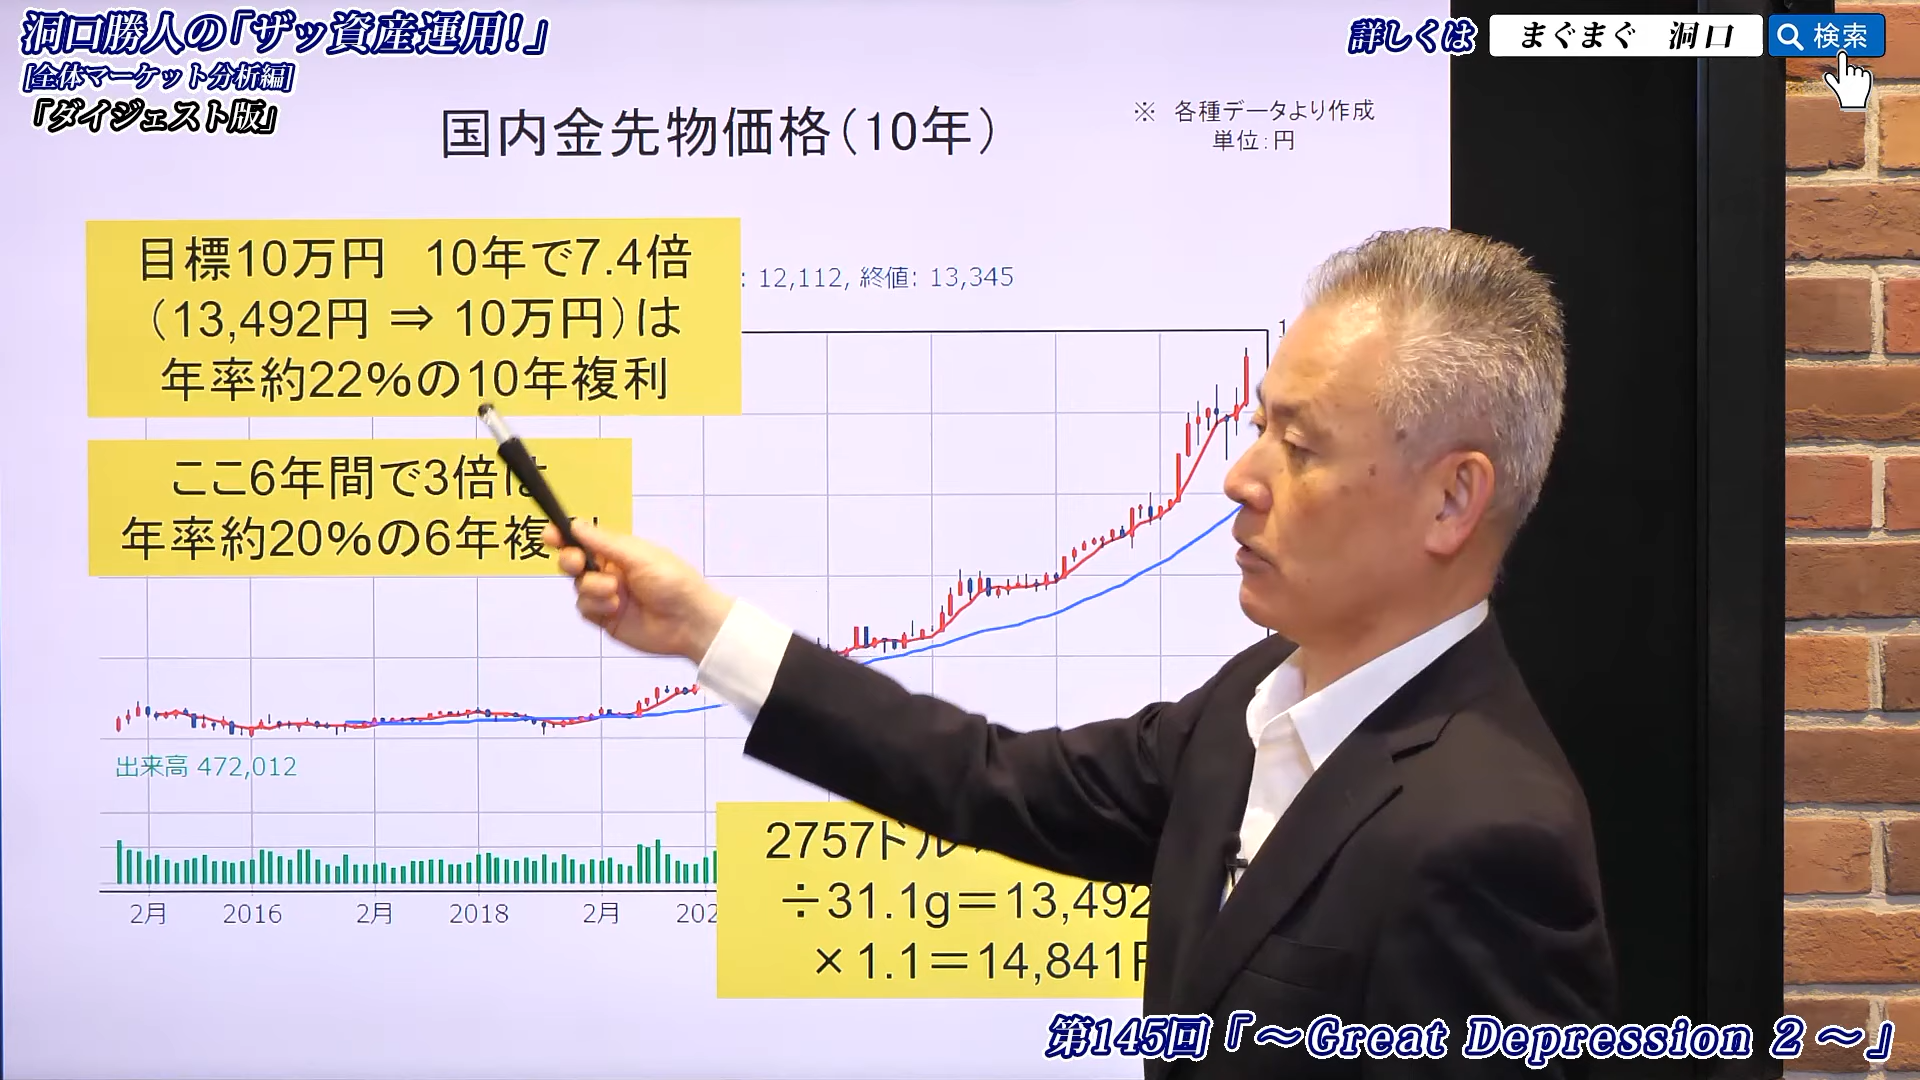 洞口勝人の「ザッ資産運用!」
[全体マーケット分析編]
「ダイジェスト版」
詳しくは
まぐまぐ 洞口
検索
国内金先物価格(10年)
※ 各種データより作成
単位:円
目標10万円 10年で7.4倍
(13,492円 ⇒ 10万円)は
年率約22%の10年複利
: 12,112, 終値: 13,345
ここ6年間で3倍は
年率約20%の6年複利
出来高 472,012
2月 2016 2月 2018 2月
2757ドル
÷31.1g=13,492
×1.1=14,841円
第145回「～Great Depression 2～」